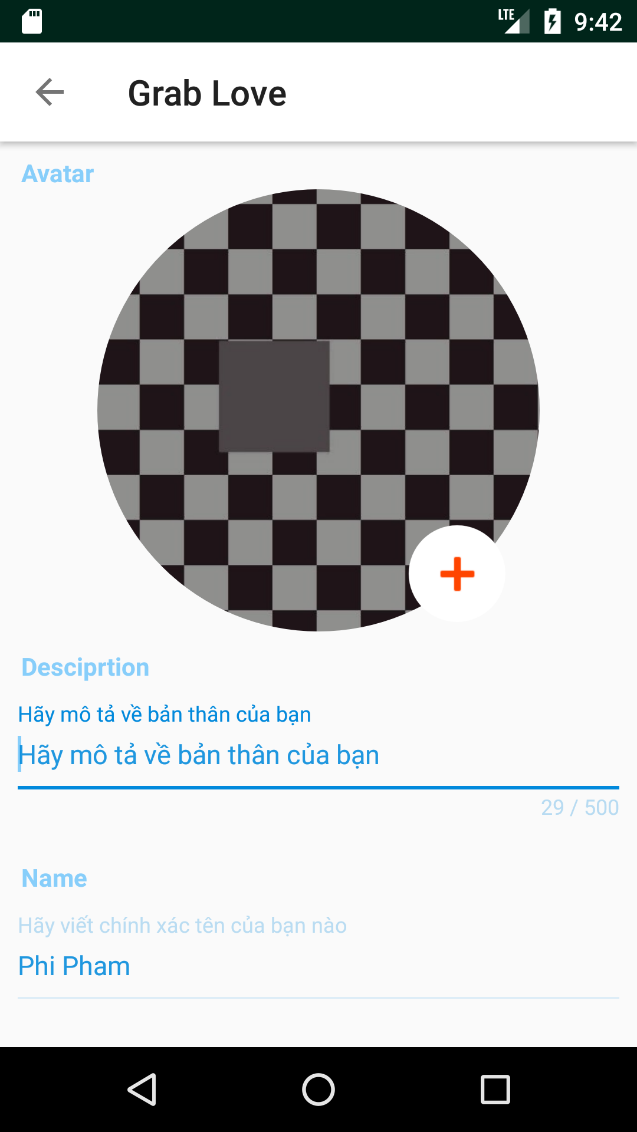 LTE 9:42
Grab Love
Avatar
Desciprtion
Hãy mô tả về bản thân của bạn
Hãy mô tả về bản thân của bạn
29 / 500
Name
Hãy viết chính xác tên của bạn nào
Phi Pham